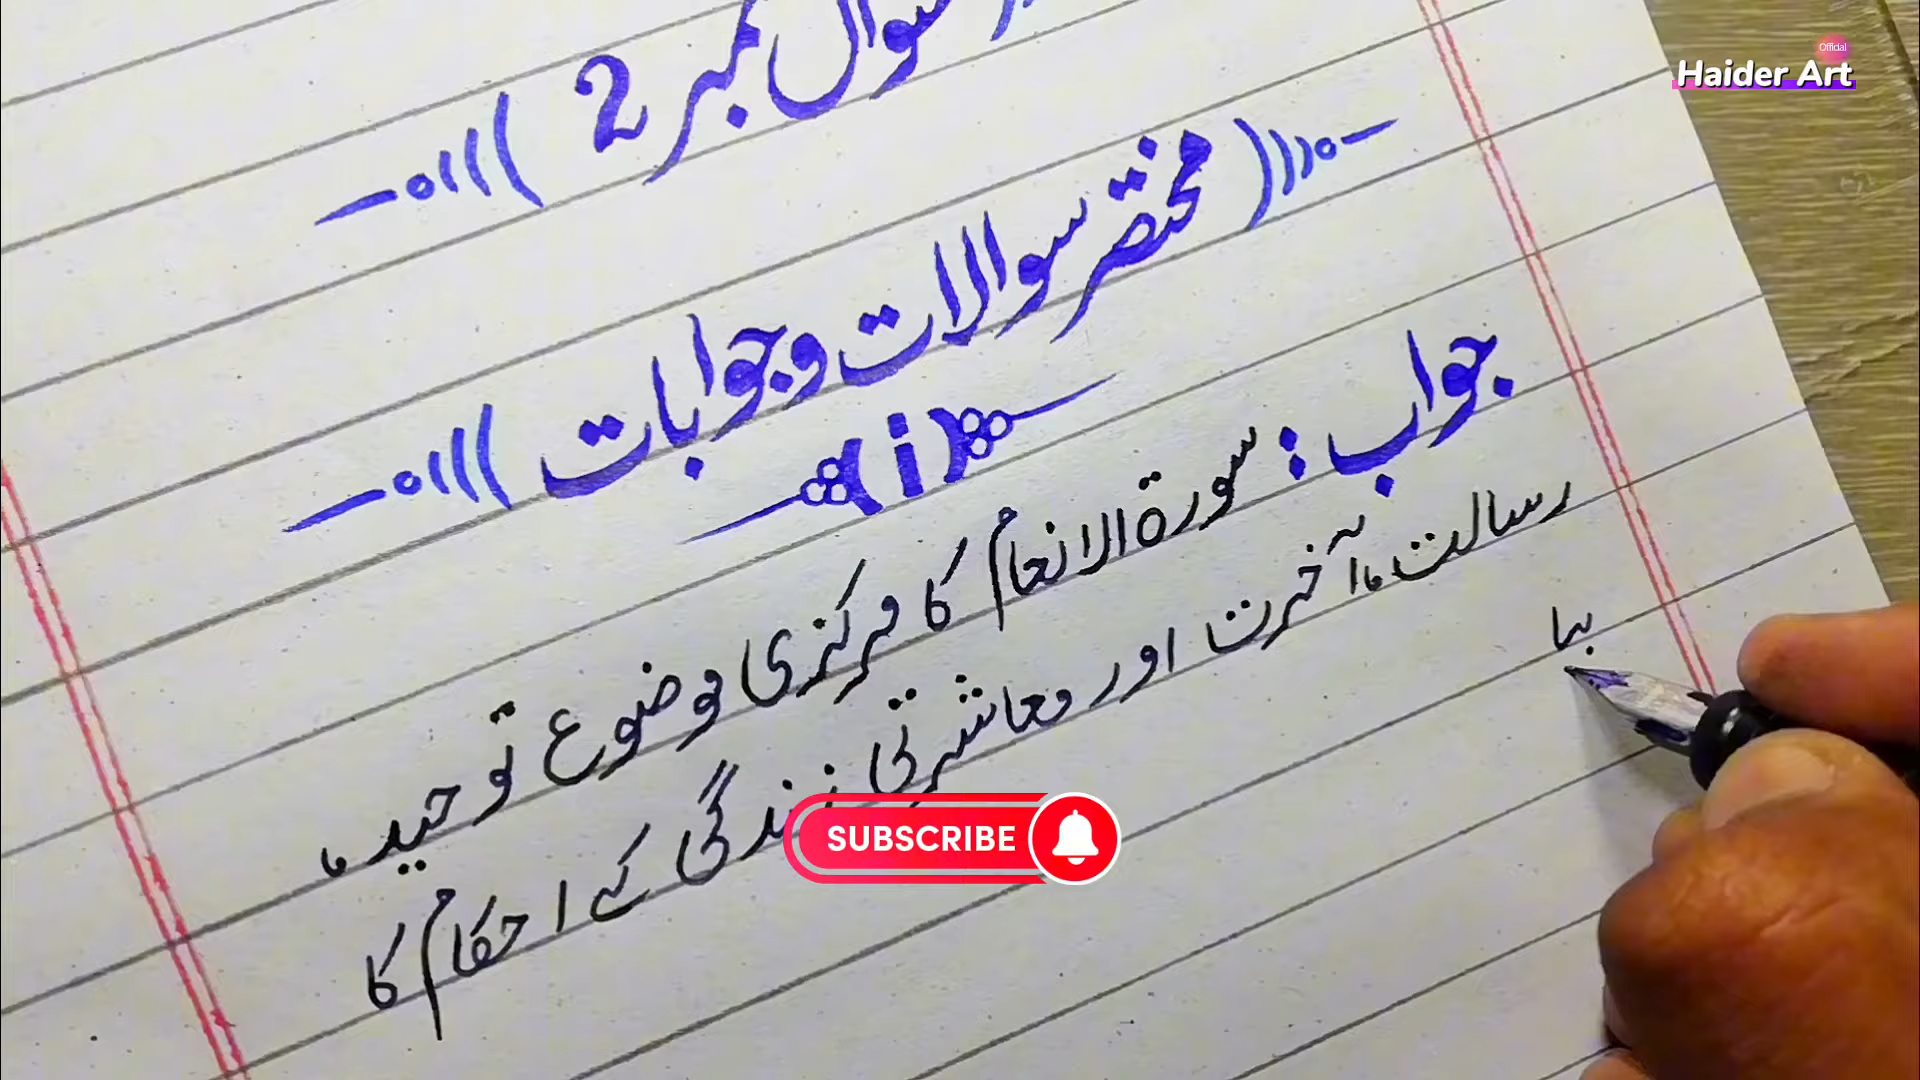 سوال نمبر 2
Official
Haider Art
مختصر سوالات و جوابات
(i)
جواب: سورۃ الانعام کا مرکزی موضوع توحید،
رسالت، آخرت اور معاشرتی زندگی کے احکام کا
بیا
SUBSCRIBE